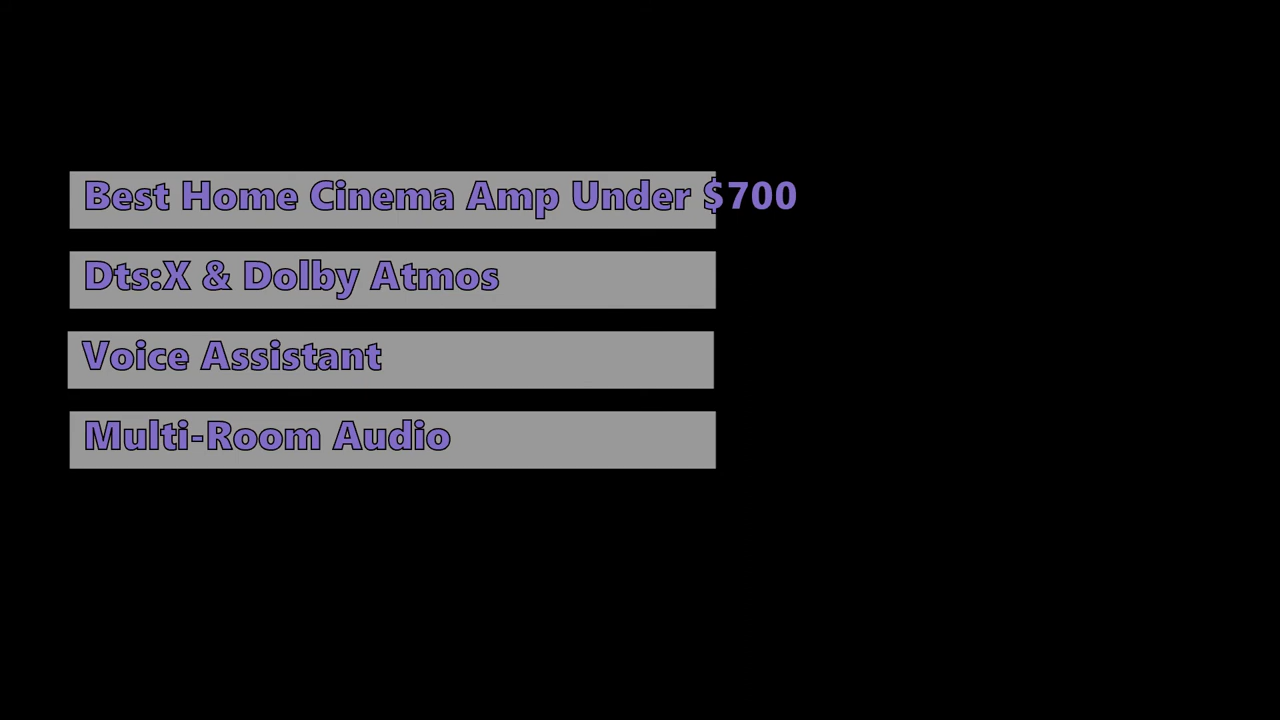 Best Home Cinema Amp Under $700
Dts:X & Dolby Atmos
Voice Assistant
Multi-Room Audio